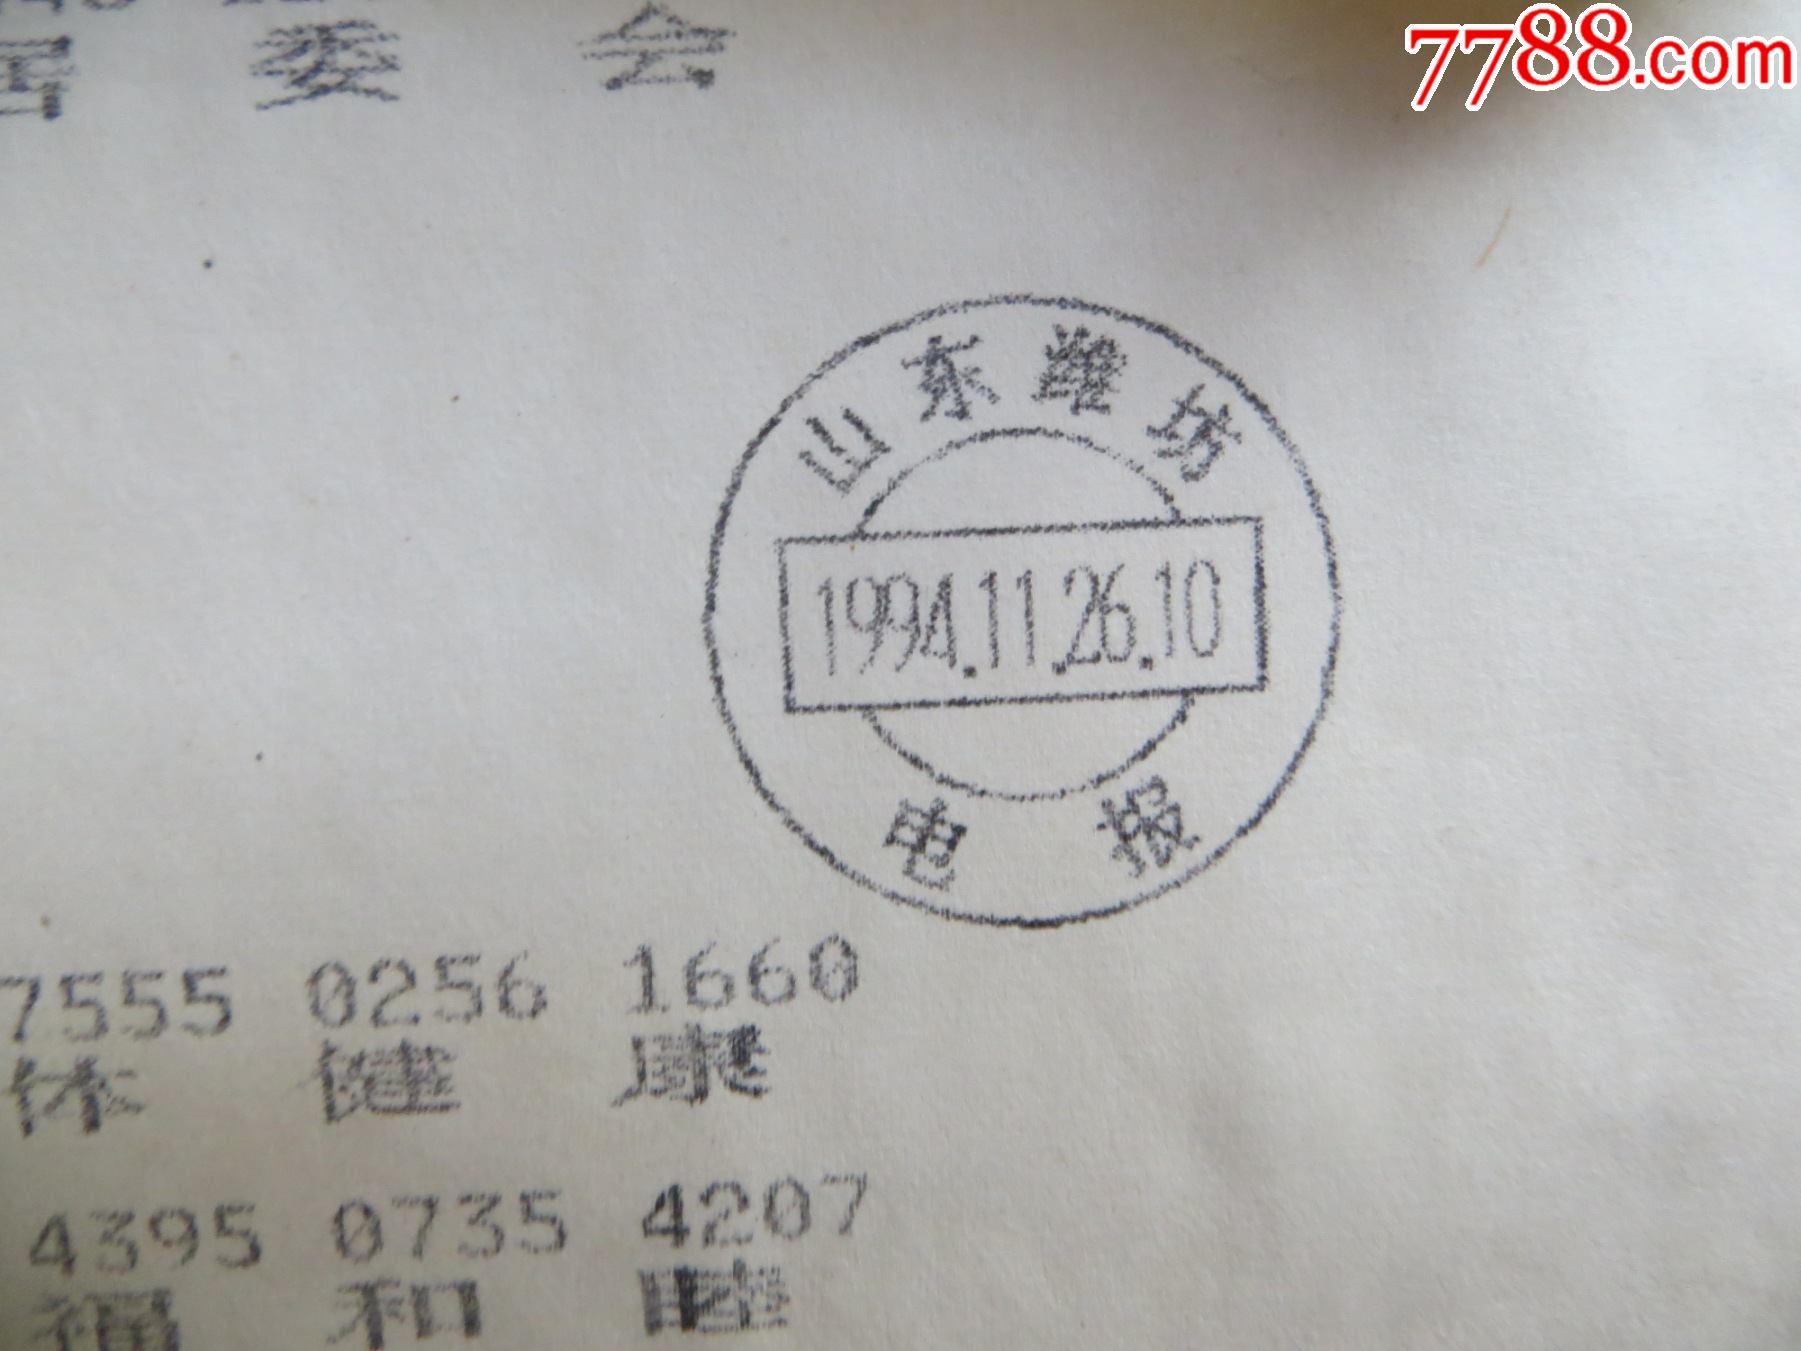 委 会
7788.com
山东潍坊
1994.11.26.10
电报
7555 0256 1660
体 健 康
4395 0735 4207
福 和 睦